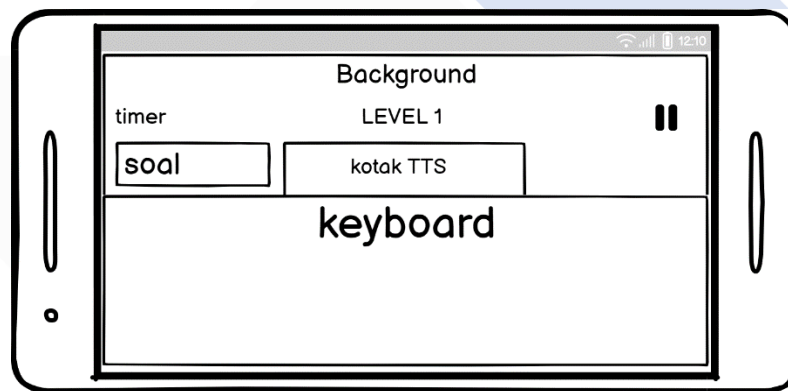 12:10
Background
timer LEVEL 1
soal kotak TTS
keyboard